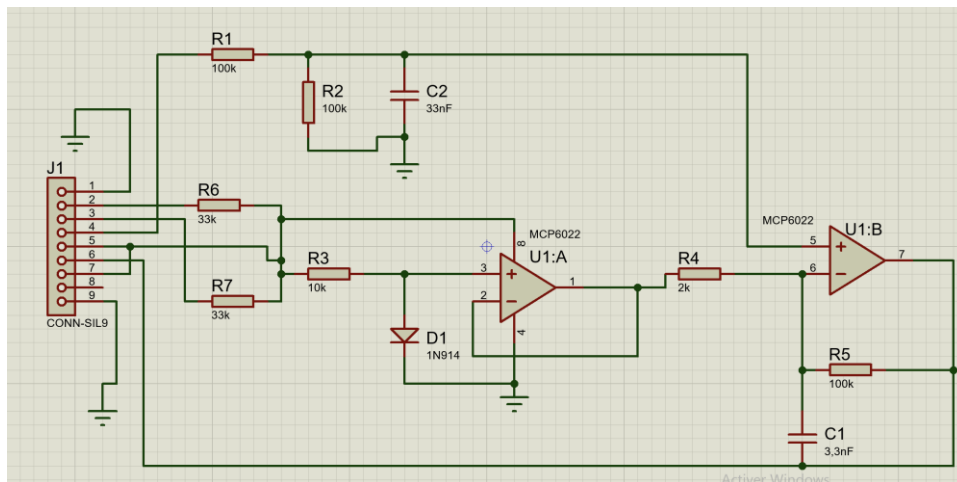 R1
100k
R2
100k
C2
33nF
J1
1
2
3
4
5
6
7
8
9
CONN-SIL9
R6
33k
R7
33k
R3
10k
D1
1N914
MCP6022
U1:A
8
3
2
1
4
R4
2k
MCP6022
U1:B
5
6
7
R5
100k
C1
3,3nF
Activer Windows